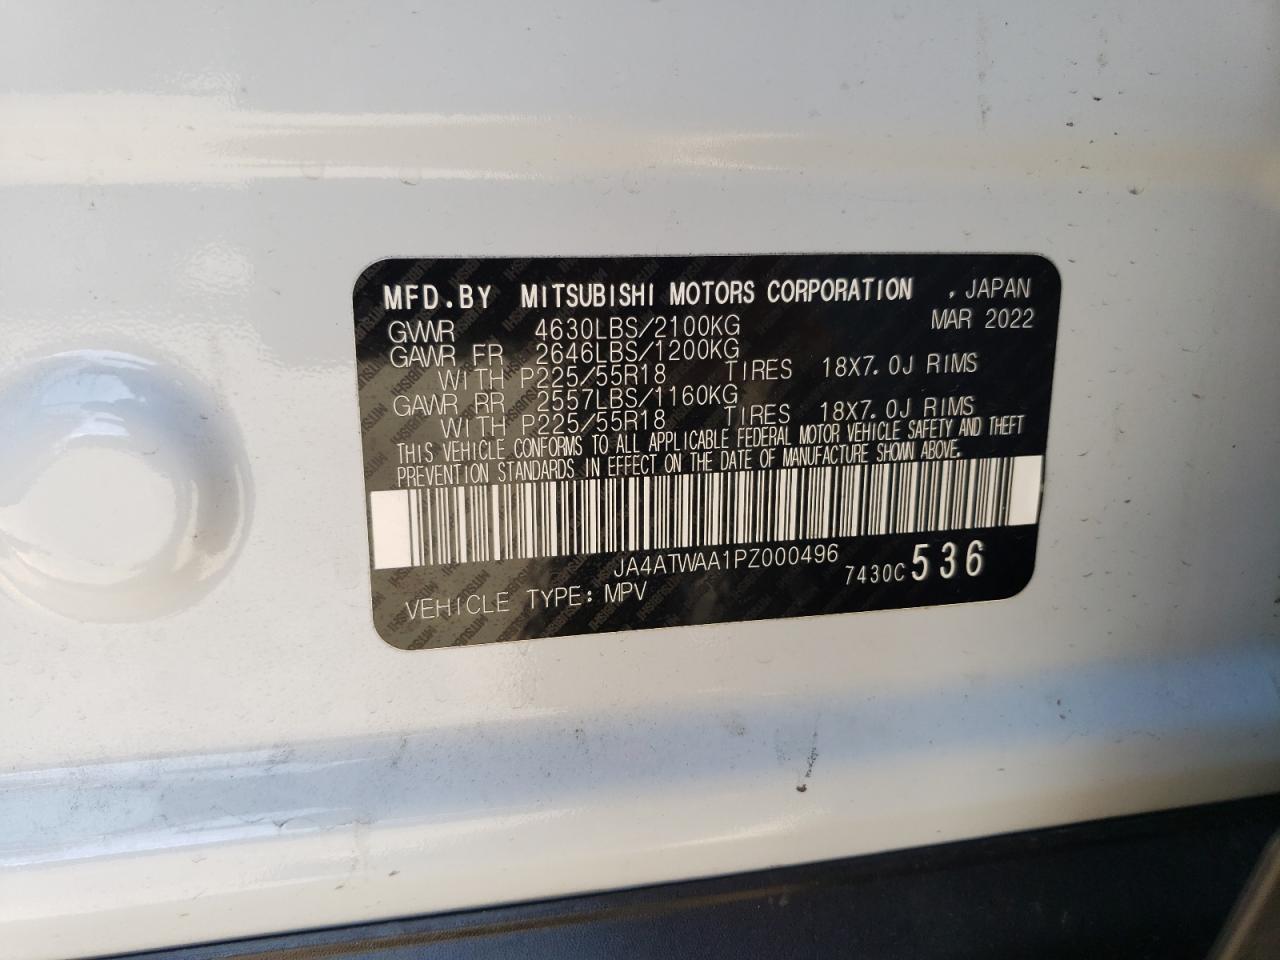 MFD.BY MITSUBISHI MOTORS CORPORATION , JAPAN
MAR 2022
GVWR 4630LBS/2100KG
GAWR FR 2646LBS/1200KG
WITH P225/55R18 TIRES 18X7.0J RIMS
GAWR RR 2557LBS/1160KG
WITH P225/55R18 TIRES 18X7.0J RIMS
THIS VEHICLE CONFORMS TO ALL APPLICABLE FEDERAL MOTOR VEHICLE SAFETY AND THEFT
PREVENTION STANDARDS IN EFFECT ON THE DATE OF MANUFACTURE SHOWN ABOVE.
JA4ATWAA1PZ000496
7430C 536
VEHICLE TYPE: MPV